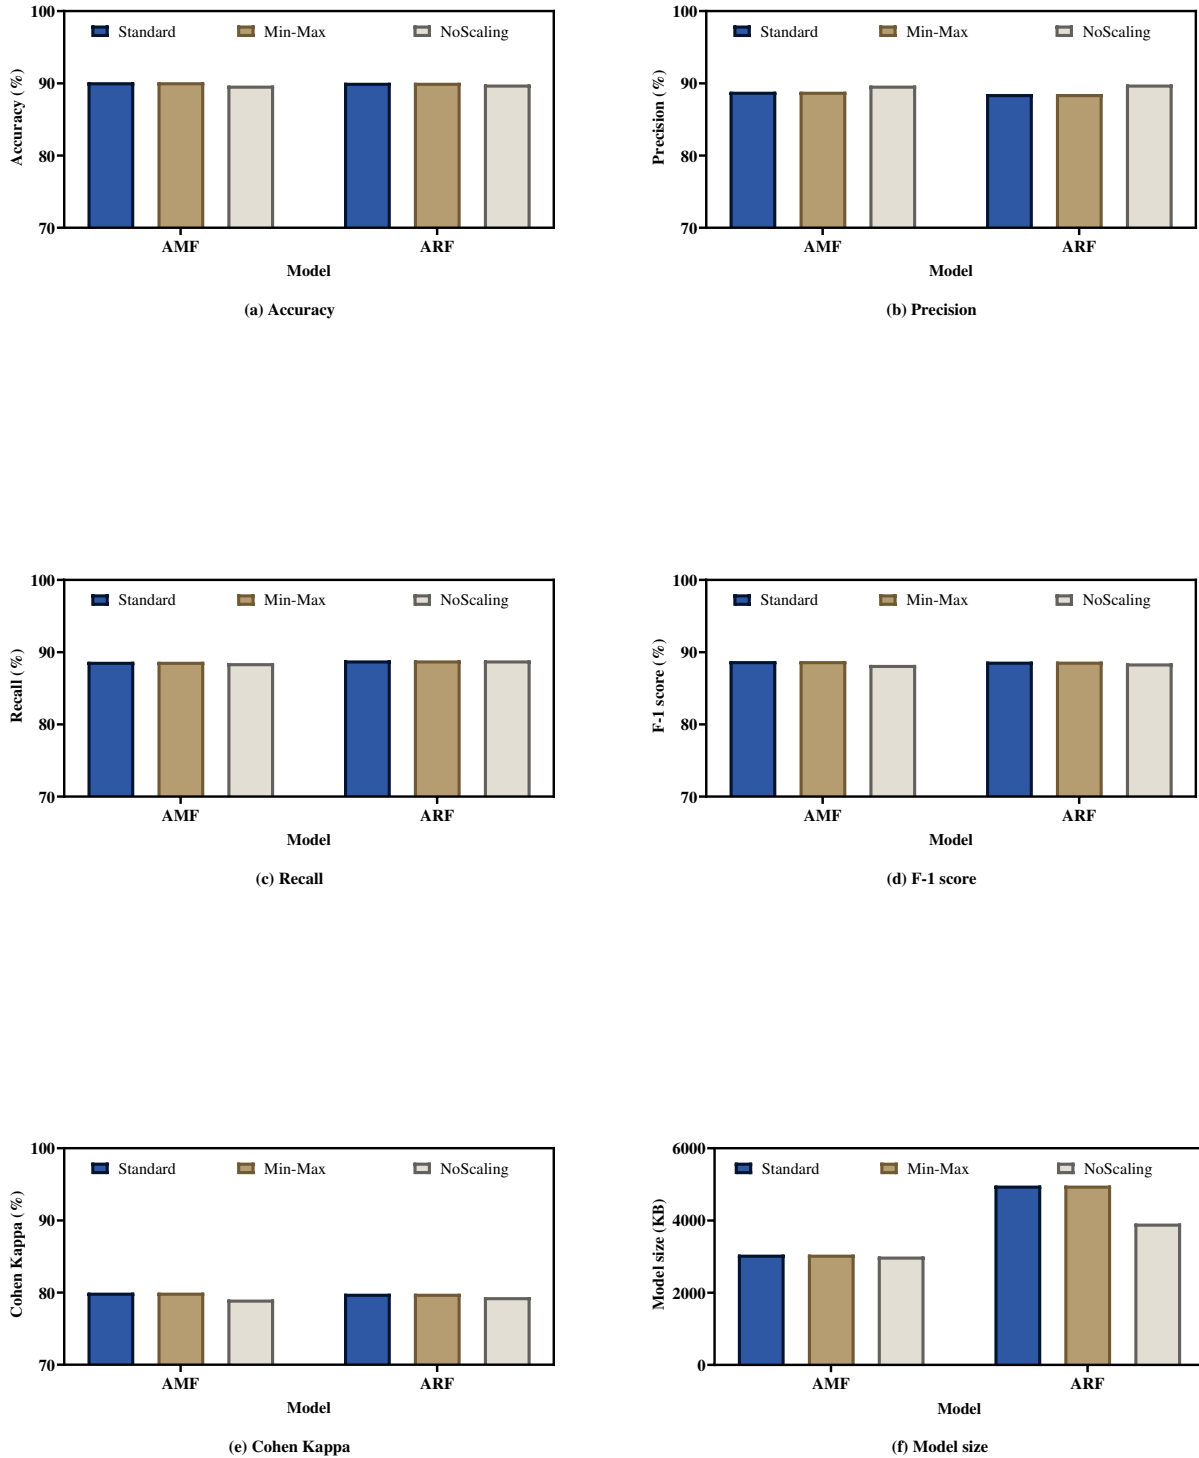 Standard Min-Max NoScaling
100
90
80
70
Accuracy (%)
AMF ARF
Model
(a) Accuracy
Standard Min-Max NoScaling
100
90
80
70
Precision (%)
AMF ARF
Model
(b) Precision
Standard Min-Max NoScaling
100
90
80
70
Recall (%)
AMF ARF
Model
(c) Recall
Standard Min-Max NoScaling
100
90
80
70
F-1 score (%)
AMF ARF
Model
(d) F-1 score
Standard Min-Max NoScaling
100
90
80
70
Cohen Kappa (%)
AMF ARF
Model
(e) Cohen Kappa
Standard Min-Max NoScaling
6000
4000
2000
0
Model size (KB)
AMF ARF
Model
(f) Model size